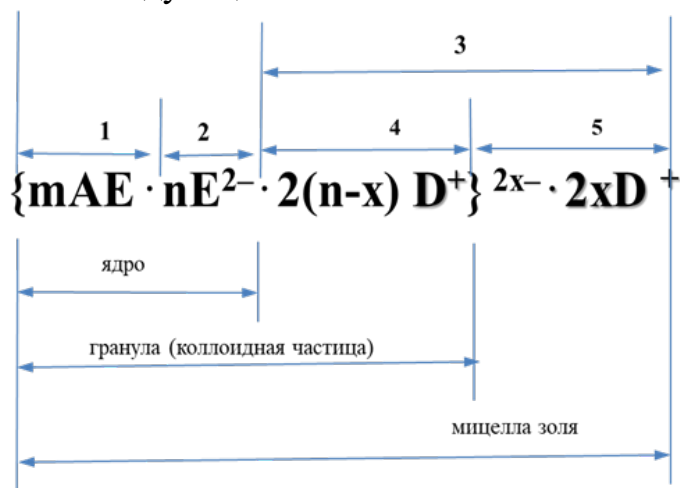 3
1 2 4 5
{mAE · nE²⁻ · 2(n-x) D⁺} ²ˣ⁻ · 2xD ⁺
ядро
гранула (коллоидная частица)
мицелла золя